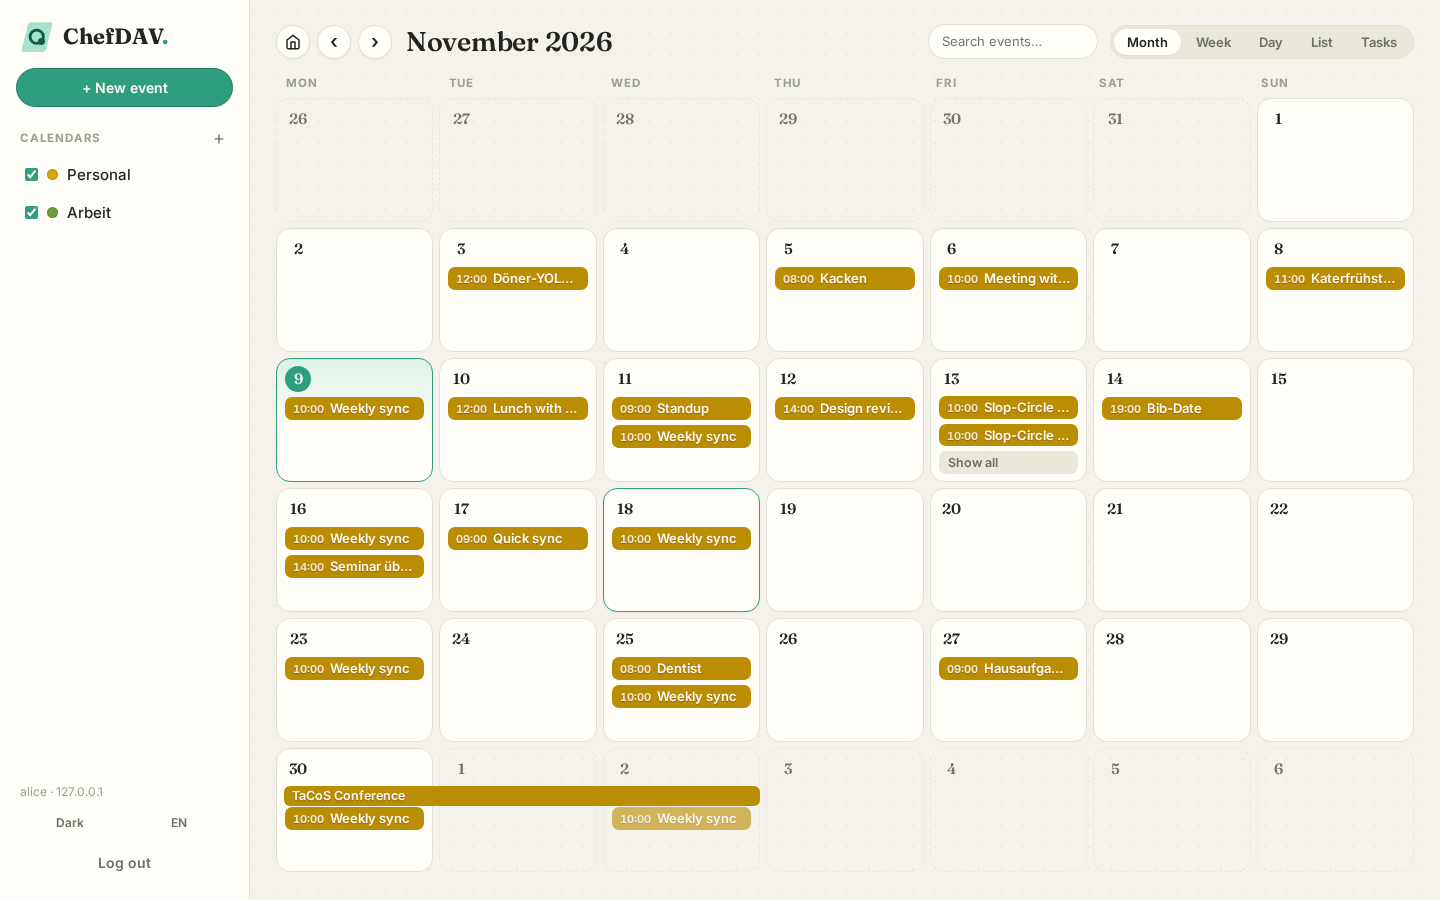 ChefDAV.
+ New event
CALENDARS +
Personal
Arbeit
alice · 127.0.0.1
Dark EN
Log out
November 2026
Search events...
Month Week Day List Tasks
MON TUE WED THU FRI SAT SUN
26 27 28 29 30 31 1
2 3 4 5 6 7 8
12:00 Döner-YOL... 08:00 Kacken 10:00 Meeting wit... 11:00 Katerfrühst...
9 10 11 12 13 14 15
10:00 Weekly sync 12:00 Lunch with ... 09:00 Standup 14:00 Design revi... 10:00 Slop-Circle ... 19:00 Bib-Date
10:00 Weekly sync 10:00 Slop-Circle ...
Show all
16 17 18 19 20 21 22
10:00 Weekly sync 09:00 Quick sync 10:00 Weekly sync
14:00 Seminar üb...
23 24 25 26 27 28 29
10:00 Weekly sync 08:00 Dentist 09:00 Hausaufga...
10:00 Weekly sync
30 1 2 3 4 5 6
TaCoS Conference
10:00 Weekly sync 10:00 Weekly sync